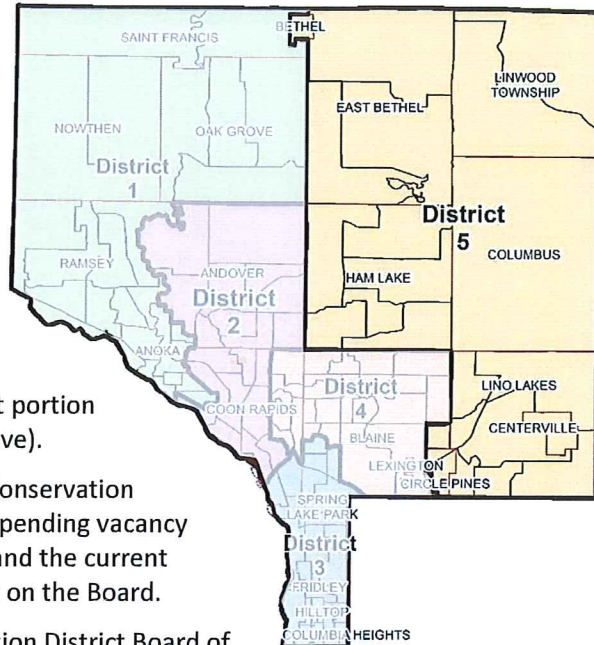 BETHEL
SAINT FRANCIS
LINWOOD
TOWNSHIP
EAST BETHEL
NOWTHEN
OAK GROVE
District
1
District
5
COLUMBUS
RAMSEY
ANDOVER
HAM LAKE
District
2
ANOKA
District
4
LINO LAKES
COON RAPIDS
CENTERVILLE
BLAINE
LEXINGTON
CIRCLE PINES
SPRING
LAKE PARK
District
3
FRIDLEY
HILLTOP
COLUMBIA HEIGHTS
t portion
ve).
onservation
pending vacancy
and the current
on the Board.
ion District Board of